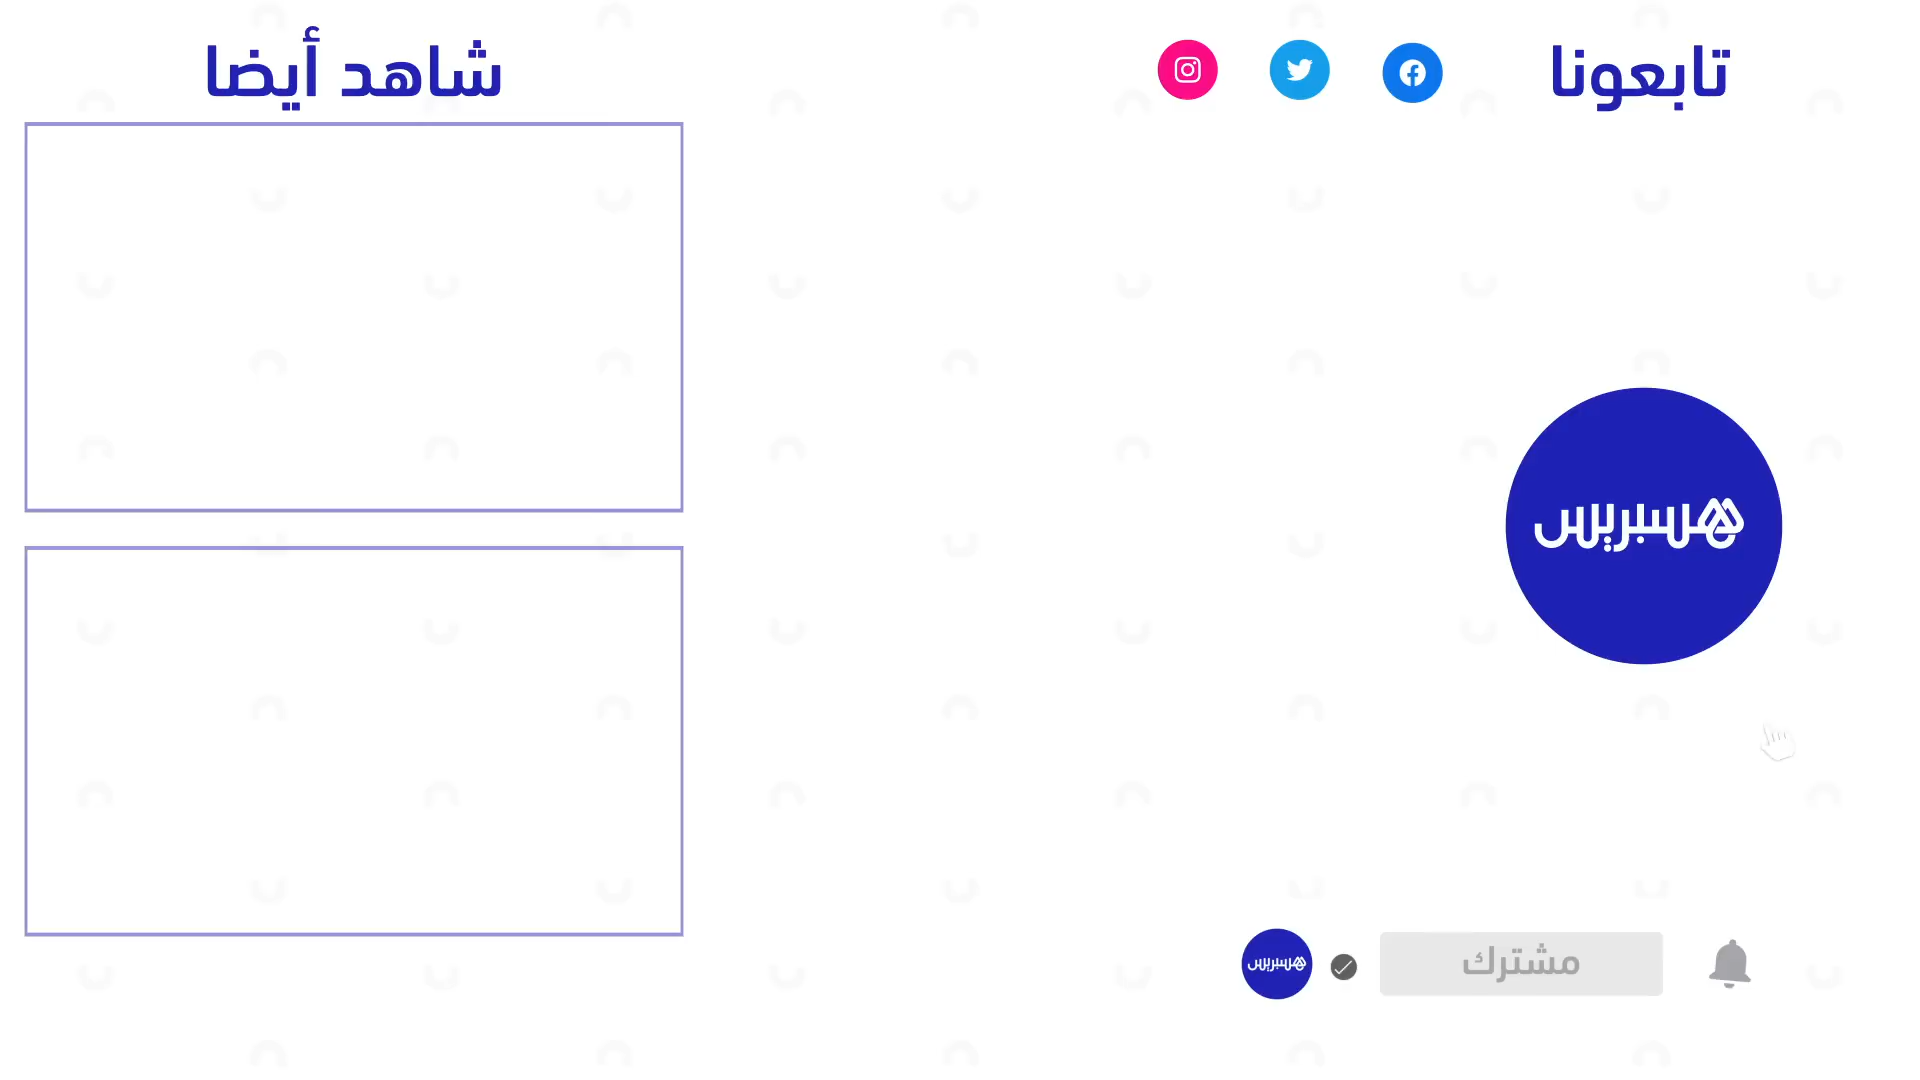 تابعونا
شاهد أيضا
هسبريس
هسبريس
مشترك